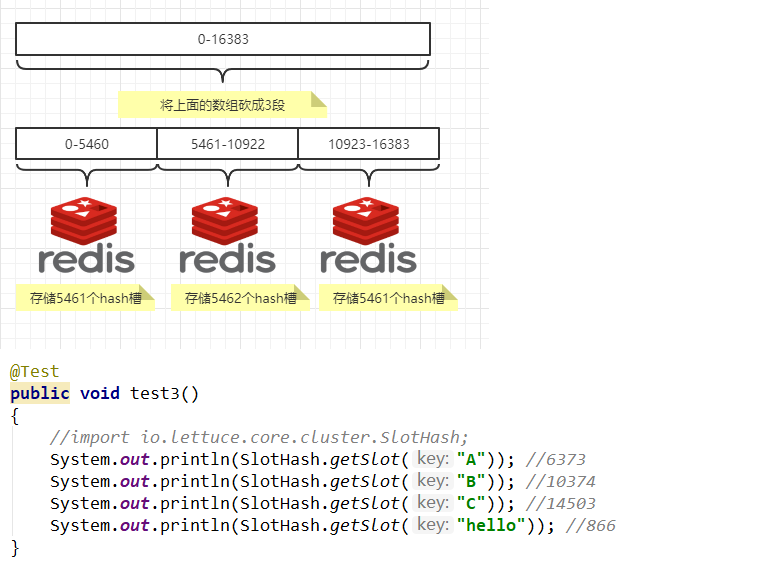 0-16383
将上面的数组砍成3段
0-5460 5461-10922 10923-16383
redis redis redis
存储5461个hash槽 存储5462个hash槽 存储5461个hash槽
@Test
public void test3()
{
//import io.lettuce.core.cluster.SlotHash;
System.out.println(SlotHash.getSlot( key: "A")); //6373
System.out.println(SlotHash.getSlot( key: "B")); //10374
System.out.println(SlotHash.getSlot( key: "C")); //14503
System.out.println(SlotHash.getSlot( key: "hello")); //866
}